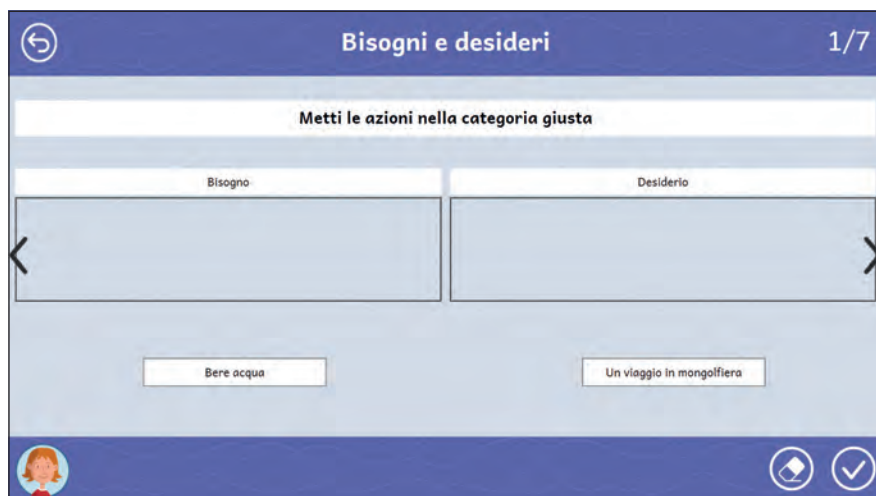 Bisogni e desideri
1/7
Metti le azioni nella categoria giusta
Bisogno
Desiderio
Bere acqua
Un viaggio in mongolfiera